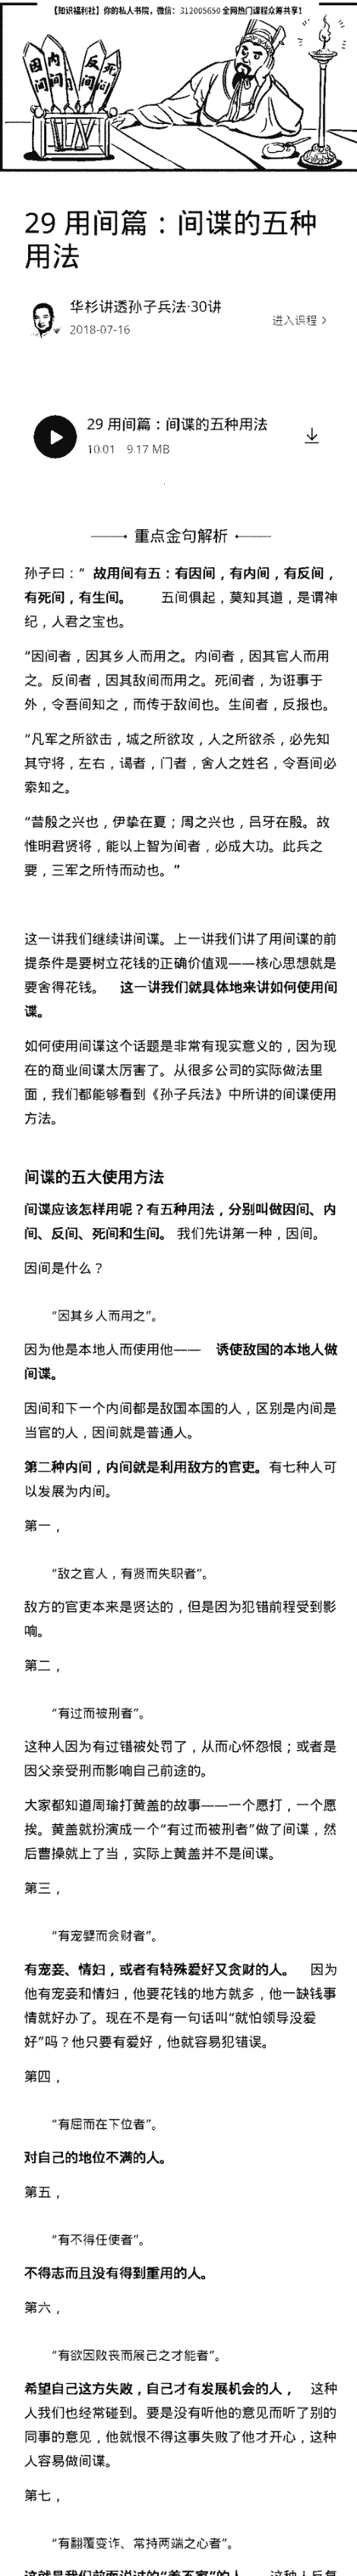 【知识福利社】你的私人书院，微信：312005650 全网热门课程众筹共享！
因间
内间
反间
死间
29 用间篇：间谍的五种
用法
华杉讲透孙子兵法·30讲
2018-07-16
进入课程 >
29 用间篇：间谍的五种用法
10:01 9.17 MB
重点金句解析
孙子曰：“ 故用间有五：有因间，有内间，有反间，
有死间，有生间。 五间俱起，莫知其道，是谓神
纪，人君之宝也。
“因间者，因其乡人而用之。内间者，因其官人而用
之。反间者，因其敌间而用之。死间者，为诳事于
外，令吾间知之，而传于敌间也。生间者，反报也。
“凡军之所欲击，城之所欲攻，人之所欲杀，必先知
其守将，左右，谒者，门者，舍人之姓名，令吾间必
索知之。
“昔殷之兴也，伊挚在夏；周之兴也，吕牙在殷。故
惟明君贤将，能以上智为间者，必成大功。此兵之
要，三军之所恃而动也。”
这一讲我们继续讲间谍。上一讲我们讲了用间谍的前
提条件是要树立花钱的正确价值观——核心思想就是
要舍得花钱。 这一讲我们就具体地来讲如何使用间
谍。
如何使用间谍这个话题是非常有现实意义的，因为现
在的商业间谍太厉害了。从很多公司的实际做法里
面，我们都能够看到《孙子兵法》中所讲的间谍使用
方法。
间谍的五大使用方法
间谍应该怎样用呢？有五种用法，分别叫做因间、内
间、反间、死间和生间。 我们先讲第一种，因间。
因间是什么？
“因其乡人而用之”。
因为他是本地人而使用他—— 诱使敌国的本地人做
间谍。
因间和下一个内间都是敌国本国的人，区别是内间是
当官的人，因间就是普通人。
第二种内间，内间就是利用敌方的官吏。有七种人可
以发展为内间。
第一，
“敌之官人，有贤而失职者”。
敌方的官吏本来是贤达的，但是因为犯错前程受到影
响。
第二，
“有过而被刑者”。
这种人因为有过错被处罚了，从而心怀怨恨；或者是
因父亲受刑而影响自己前途的。
大家都知道周瑜打黄盖的故事——一个愿打，一个愿
挨。黄盖就扮演成一个“有过而被刑者”做了间谍，然
后曹操就上了当，实际上黄盖并不是间谍。
第三，
“有宠嬖而贪财者”。
有宠妾、情妇，或者有特殊爱好又贪财的人。 因为
他有宠妾和情妇，他要花钱的地方就多，他一缺钱事
情就好办了。现在不是有一句话叫“就怕领导没爱
好”吗？他只要有爱好，他就容易犯错误。
第四，
“有屈而在下位者”。
对自己的地位不满的人。
第五，
“有不得任使者”。
不得志而且没有得到重用的人。
第六，
“有欲因败丧而展己之才能者”。
希望自己这方失败，自己才有发展机会的人， 这种
人我们也经常碰到。要是没有听他的意见而听了别的
同事的意见，他就恨不得这事失败了他才开心，这种
人容易做间谍。
第七，
“有翻覆变诈、常持两端之心者”。